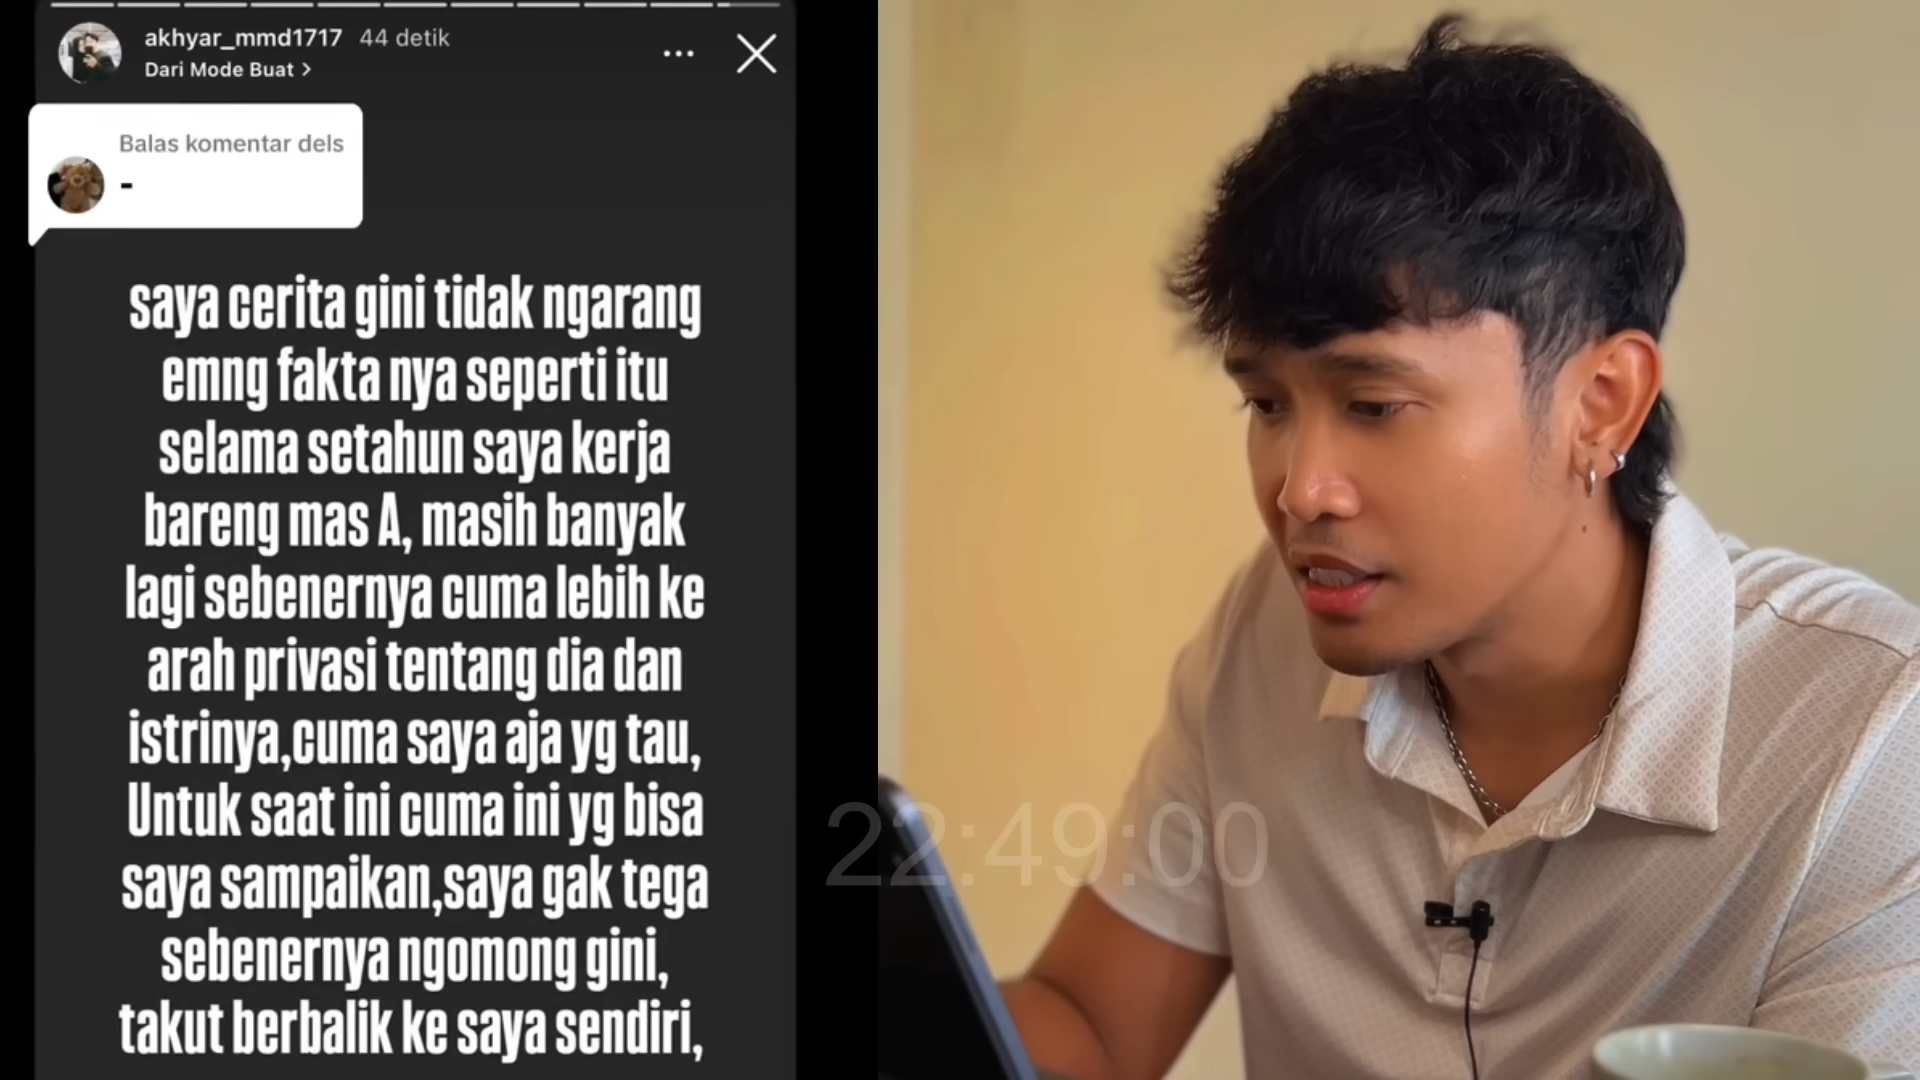 akhyar_mmd1717 44 detik
Dari Mode Buat >
Balas komentar dels
-
saya cerita gini tidak ngarang
emng fakta nya seperti itu
selama setahun saya kerja
bareng mas A, masih banyak
lagi sebenernya cuma lebih ke
arah privasi tentang dia dan
istrinya,cuma saya aja yg tau,
Untuk saat ini cuma ini yg bisa
saya sampaikan,saya gak tega
sebenernya ngomong gini,
takut berbalik ke saya sendiri,
22:49:00